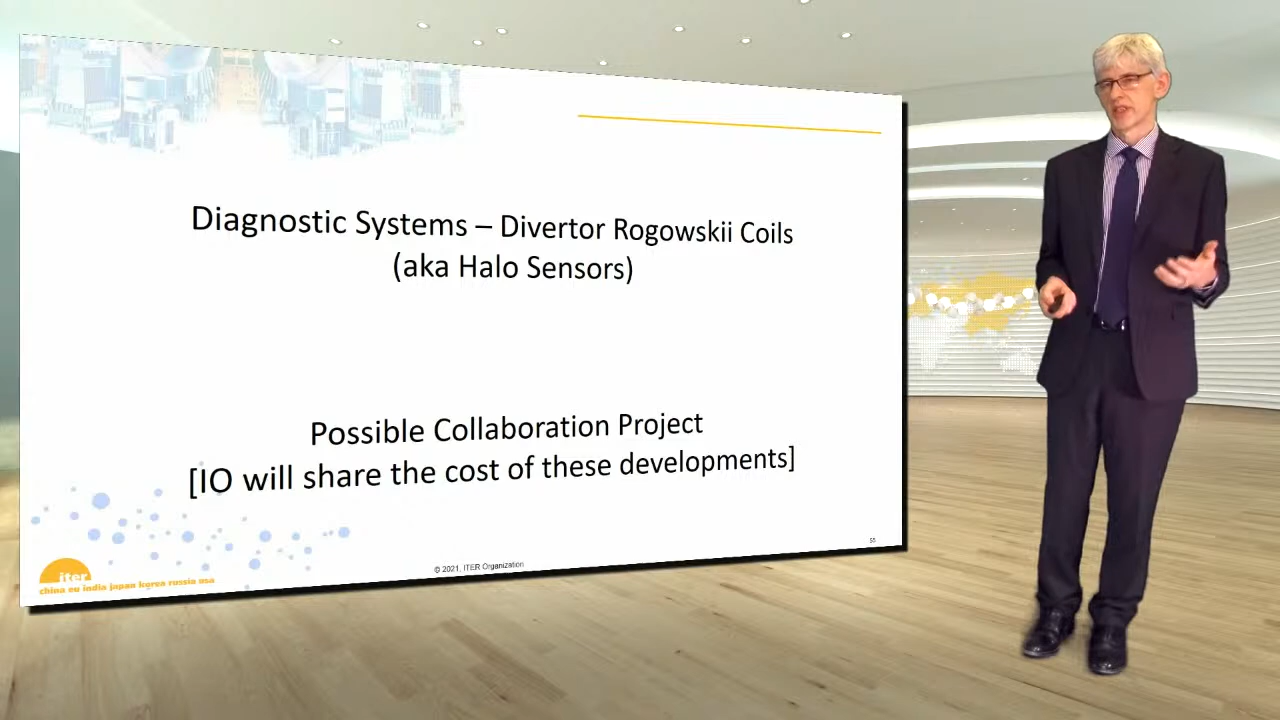 Diagnostic Systems – Divertor Rogowskii Coils
(aka Halo Sensors)
Possible Collaboration Project
[IO will share the cost of these developments]
55
© 2021, ITER Organization
iter
china eu india japan korea russia usa